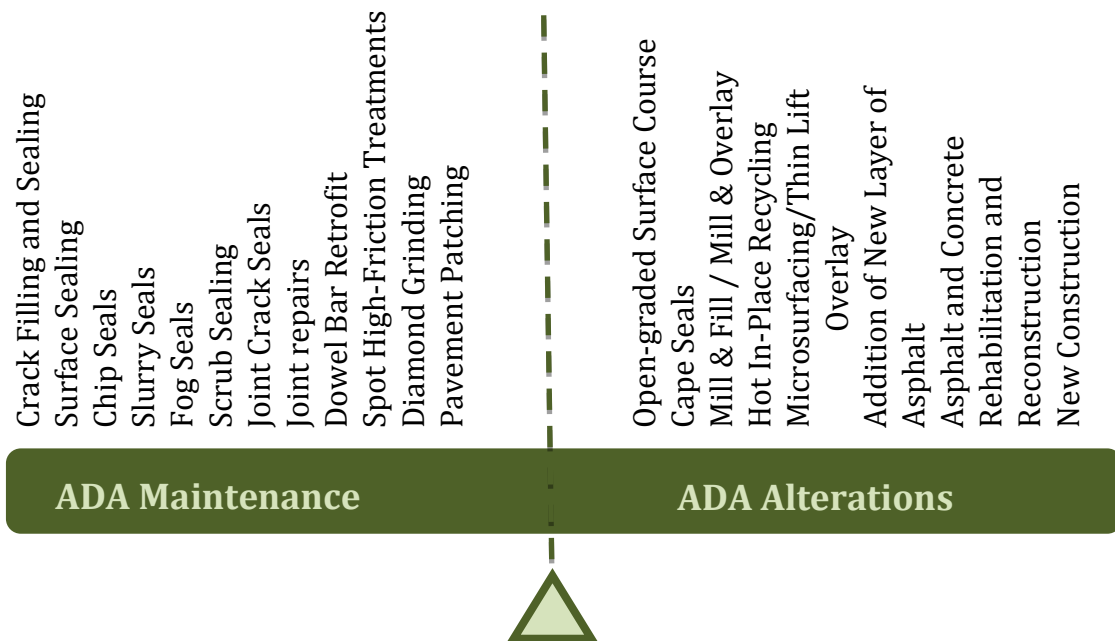 Crack Filling and Sealing
Surface Sealing
Chip Seals
Slurry Seals
Fog Seals
Scrub Sealing
Joint Crack Seals
Joint repairs
Dowel Bar Retrofit
Spot High-Friction Treatments
Diamond Grinding
Pavement Patching
Open-graded Surface Course
Cape Seals
Mill & Fill / Mill & Overlay
Hot In-Place Recycling
Microsurfacing/Thin Lift
Overlay
Addition of New Layer of
Asphalt
Asphalt and Concrete
Rehabilitation and
Reconstruction
New Construction
ADA Maintenance
ADA Alterations